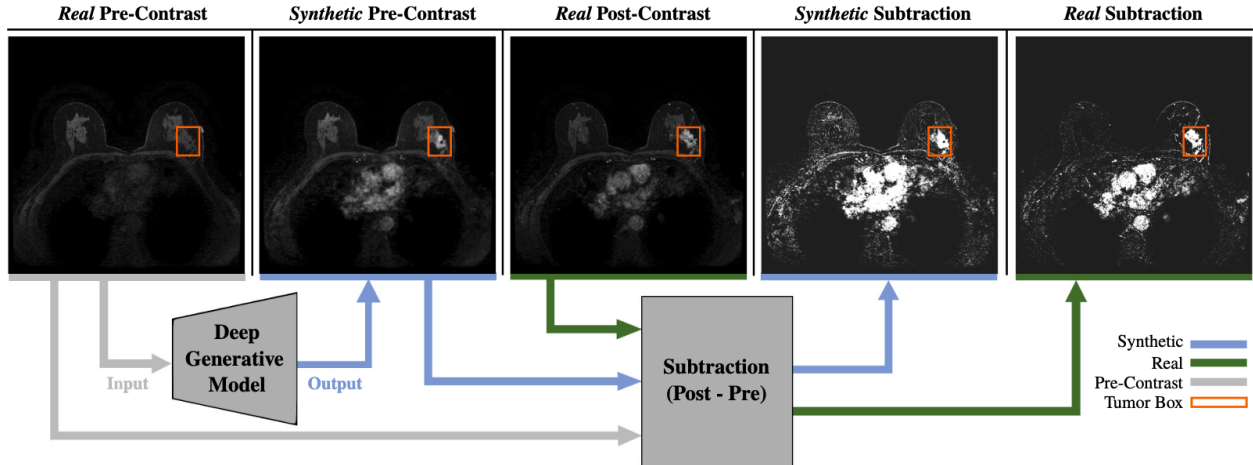 Real Pre-Contrast
Synthetic Pre-Contrast
Real Post-Contrast
Synthetic Subtraction
Real Subtraction
Deep
Generative
Model
Input
Output
Subtraction
(Post - Pre)
Synthetic
Real
Pre-Contrast
Tumor Box